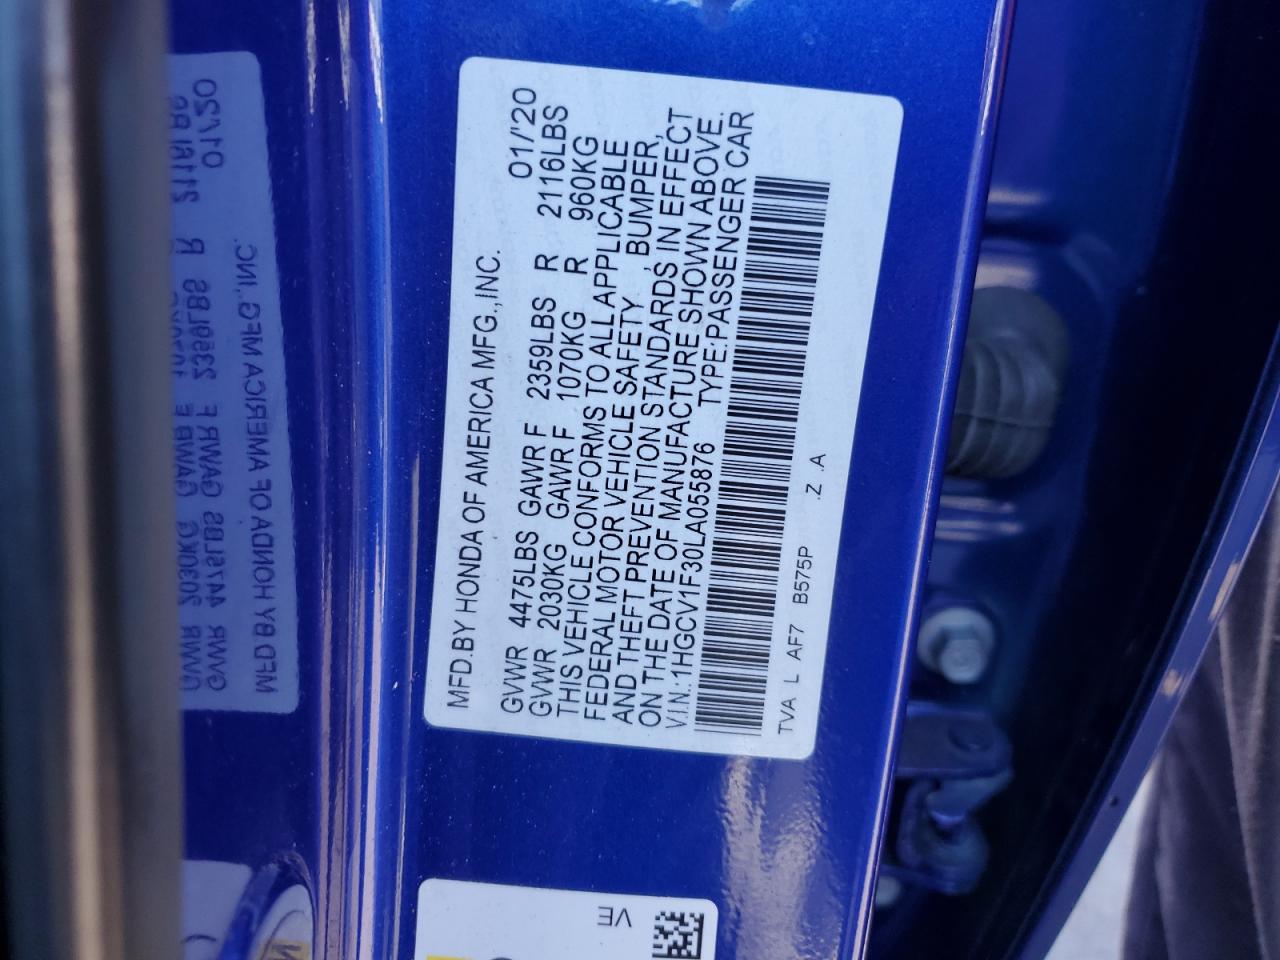 MFD.BY HONDA OF AMERICA MFG.,INC. 01/'20
GVWR 4475LBS GAWR F 2359LBS R 2116LBS
GVWR 2030KG GAWR F 1070KG R 960KG
THIS VEHICLE CONFORMS TO ALL APPLICABLE
FEDERAL MOTOR VEHICLE SAFETY , BUMPER,
AND THEFT PREVENTION STANDARDS IN EFFECT
ON THE DATE OF MANUFACTURE SHOWN ABOVE.
V.I.N.:1HGCV1F30LA055876 TYPE:PASSENGER CAR
TVA L AF7 B575P .Z .A
VE